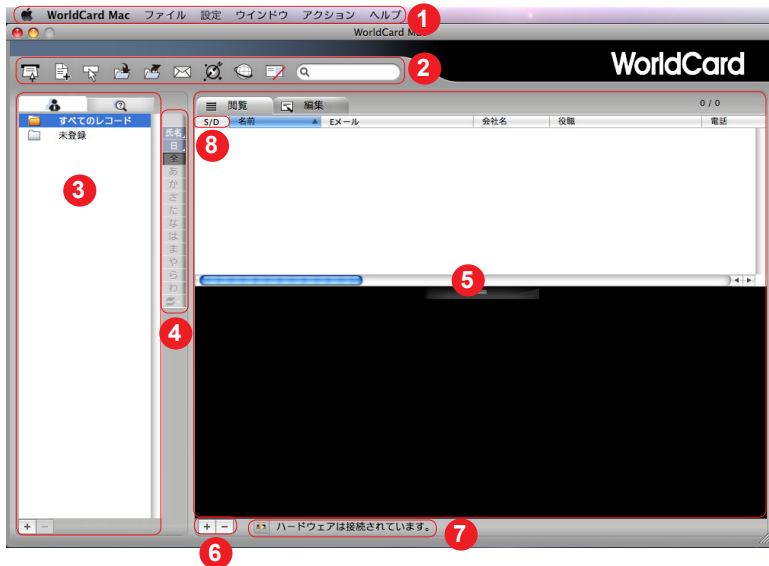 WorldCard Mac ファイル 設定 ウインドウ アクション ヘルプ
1
WorldCard Mac
WorldCard
2
すべてのレコード
未登録
3
氏名
日
全
あ
か
さ
た
な
は
ま
や
ら
わ
4
閲覧 編集 0 / 0
S/D 名前 Eメール 会社名 役職 電話
8
5
+ −
+ −
ハードウェアは接続されています。
6
7